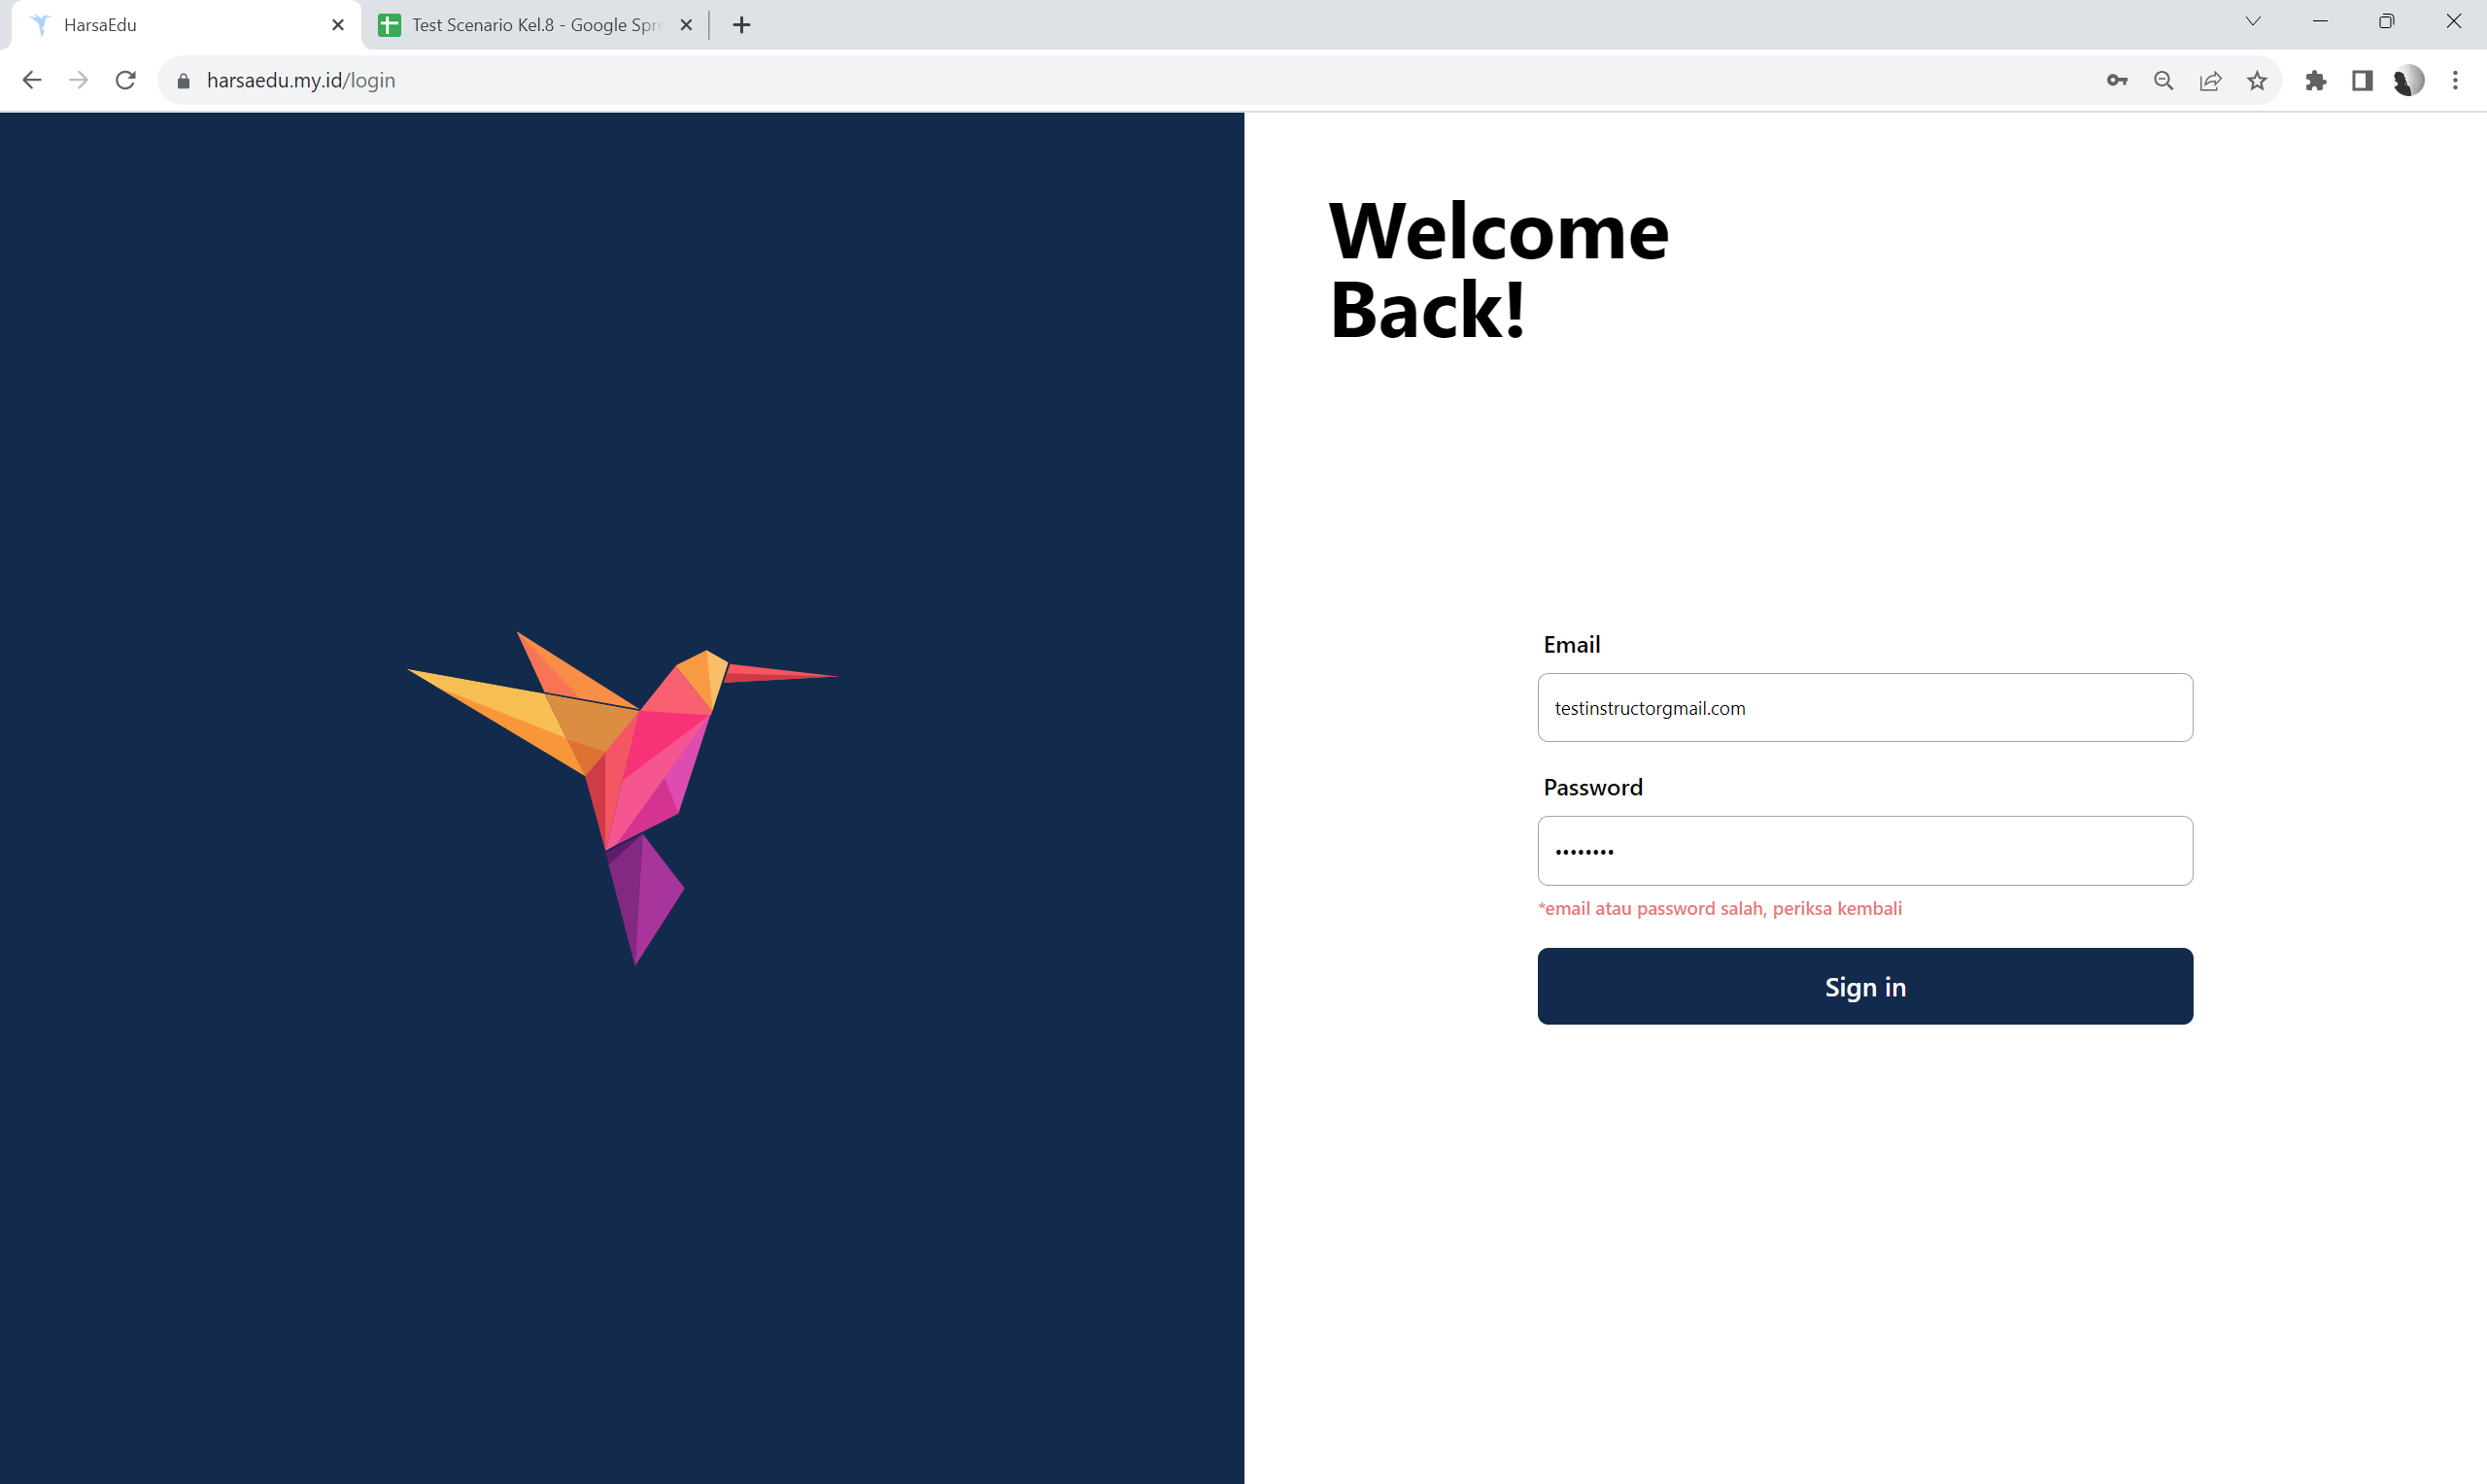 HarsaEdu
Test Scenario Kel.8 - Google Spre
harsaedu.my.id/login
Welcome
Back!
Email
testinstructorgmail.com
Password
••••••••
*email atau password salah, periksa kembali
Sign in